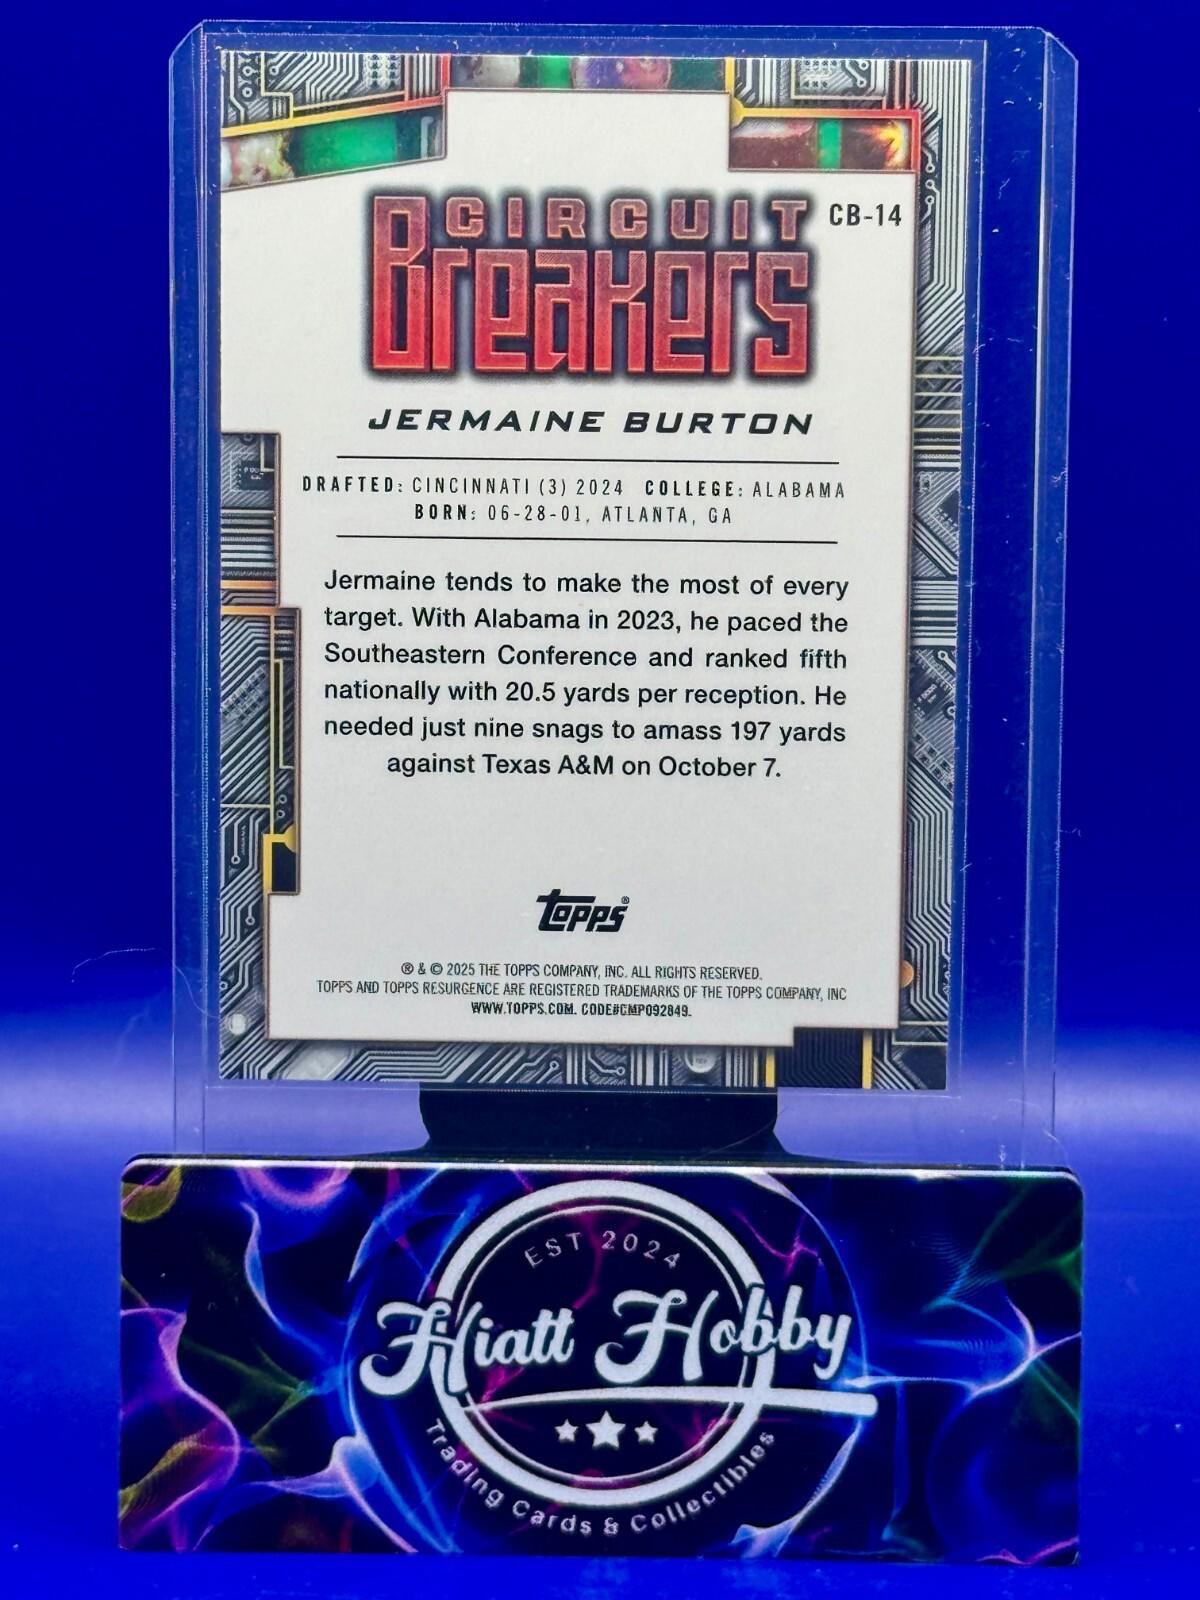 CIRCUIT
Breakers
CB-14
JERMAINE BURTON
DRAFTED: CINCINNATI (3) 2024 COLLEGE: ALABAMA
BORN: 06-28-01, ATLANTA, GA
Jermaine tends to make the most of every
target. With Alabama in 2023, he paced the
Southeastern Conference and ranked fifth
nationally with 20.5 yards per reception. He
needed just nine snags to amass 197 yards
against Texas A&M on October 7.
topps®
® & © 2025 THE TOPPS COMPANY, INC. ALL RIGHTS RESERVED.
TOPPS AND TOPPS RESURGENCE ARE REGISTERED TRADEMARKS OF THE TOPPS COMPANY, INC
WWW.TOPPS.COM. CODE#CMP092849.
EST 2024
Hiatt Hobby
Trading Cards & Collectibles